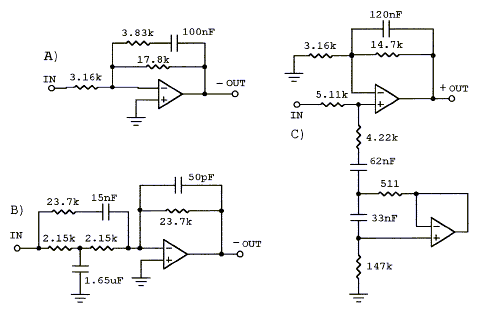 A)
3.83k
100nF
17.8k
IN
3.16k
- OUT
120nF
3.16k
14.7k
+ OUT
IN
5.11k
C)
4.22k
62nF
511
33nF
147k
B)
23.7k
15nF
50pF
23.7k
IN
2.15k
2.15k
- OUT
1.65uF